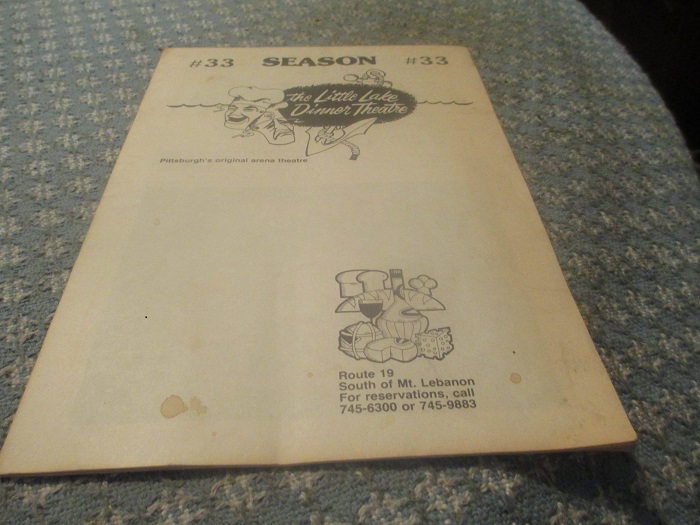 #33 SEASON #33
the Little Lake
Dinner Theatre
Pittsburgh's original arena theatre
Route 19
South of Mt. Lebanon
For reservations, call
745-6300 or 745-9883